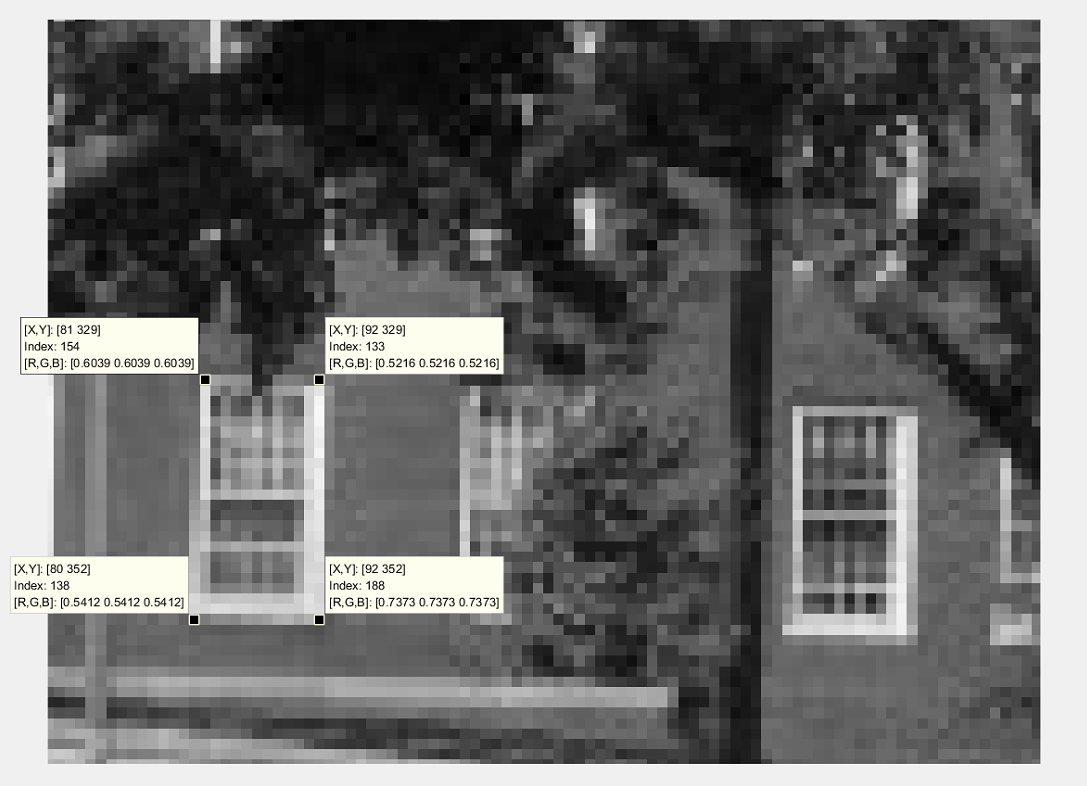 [X,Y]: [81 329]
Index: 154
[R,G,B]: [0.6039 0.6039 0.6039]
[X,Y]: [92 329]
Index: 133
[R,G,B]: [0.5216 0.5216 0.5216]
[X,Y]: [80 352]
Index: 138
[R,G,B]: [0.5412 0.5412 0.5412]
[X,Y]: [92 352]
Index: 188
[R,G,B]: [0.7373 0.7373 0.7373]